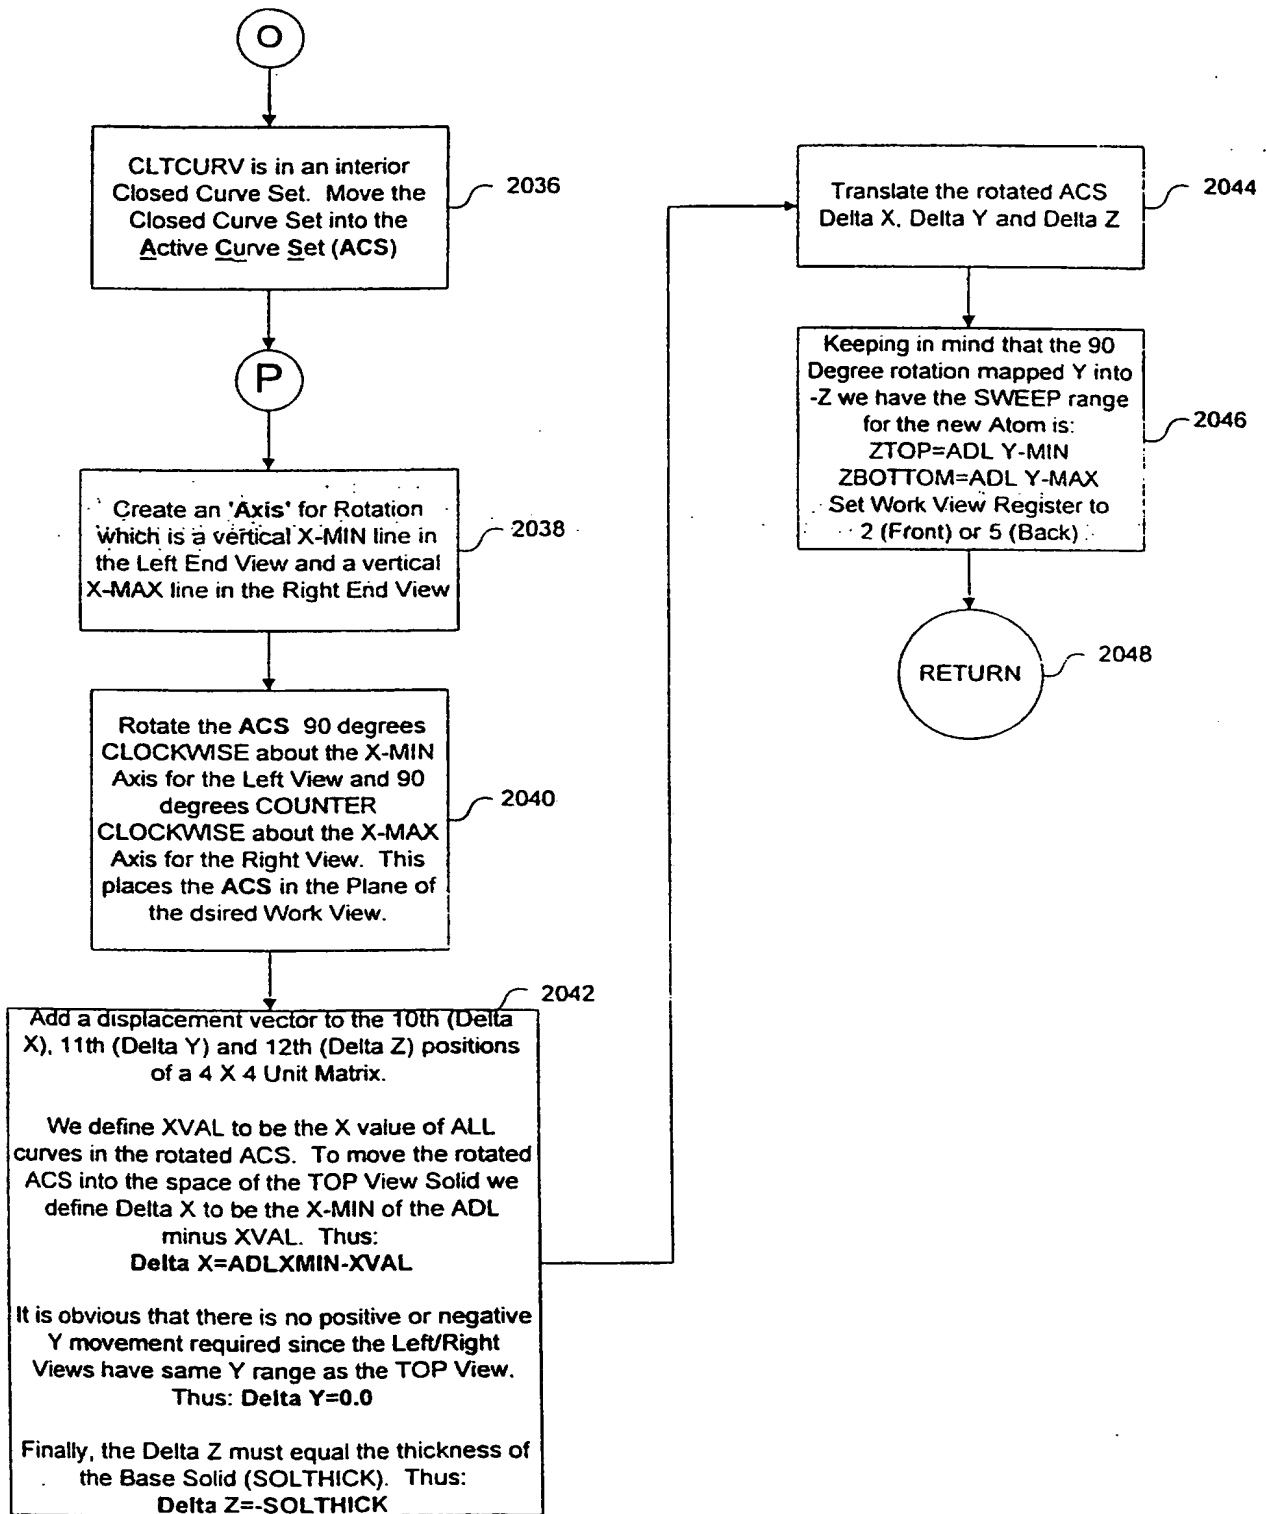 O
CLTCURV is in an interior
Closed Curve Set. Move the
Closed Curve Set into the
Active Curve Set (ACS)
2036
P
Create an 'Axis' for Rotation
which is a vertical X-MIN line in
the Left End View and a vertical
X-MAX line in the Right End View
2038
Rotate the ACS 90 degrees
CLOCKWISE about the X-MIN
Axis for the Left View and 90
degrees COUNTER
CLOCKWISE about the X-MAX
Axis for the Right View. This
places the ACS in the Plane of
the dsired Work View.
2040
2042
Add a displacement vector to the 10th (Delta
X), 11th (Delta Y) and 12th (Delta Z) positions
of a 4 X 4 Unit Matrix.
We define XVAL to be the X value of ALL
curves in the rotated ACS. To move the rotated
ACS into the space of the TOP View Solid we
define Delta X to be the X-MIN of the ADL
minus XVAL. Thus:
Delta X=ADLXMIN-XVAL
It is obvious that there is no positive or negative
Y movement required since the Left/Right
Views have same Y range as the TOP View.
Thus: Delta Y=0.0
Finally, the Delta Z must equal the thickness of
the Base Solid (SOLTHICK). Thus:
Delta Z=-SOLTHICK
Translate the rotated ACS
Delta X, Delta Y and Delta Z
2044
Keeping in mind that the 90
Degree rotation mapped Y into
-Z we have the SWEEP range
for the new Atom is:
ZTOP=ADL Y-MIN
ZBOTTOM=ADL Y-MAX
Set Work View Register to
2 (Front) or 5 (Back)
2046
RETURN
2048